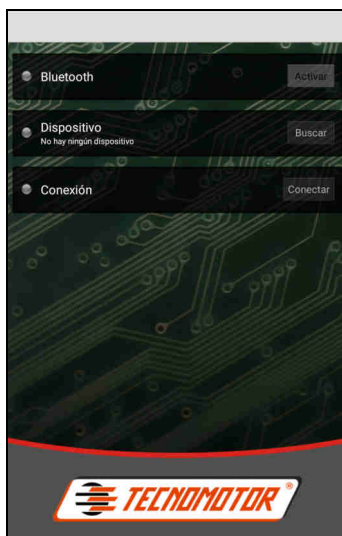 Bluetooth
Activar
Dispositivo
No hay ningún dispositivo
Buscar
Conexión
Conectar
TECNOMOTOR®